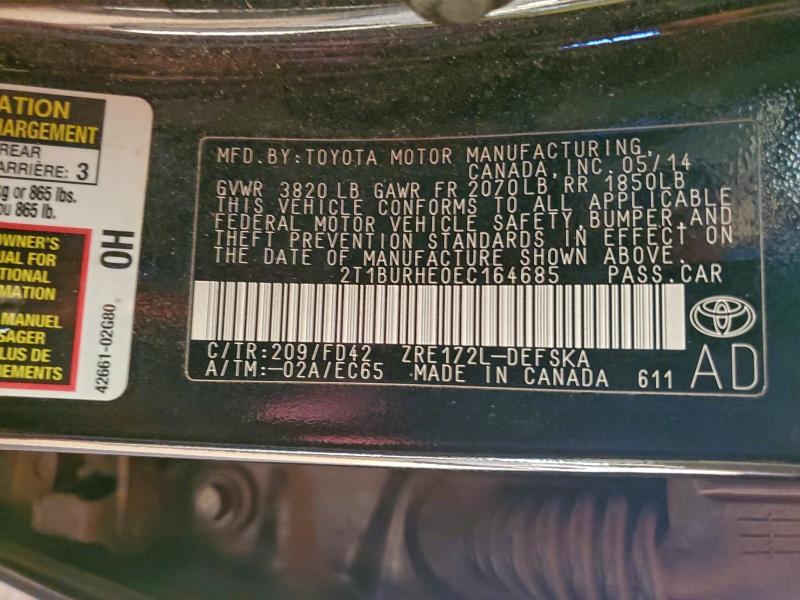 ATION
HARGEMENT
REAR
ARRIÈRE: 3
g or 865 lbs.
ou 865 lb.
OWNER'S
UAL FOR
TIONAL
MATION
MANUEL
SAGER
LUS DE
NEMENTS
OH
42661-02G80
MFD.BY:TOYOTA MOTOR MANUFACTURING,
CANADA, INC. 05/14
GVWR 3820 LB GAWR FR 2070LB RR 1850LB
THIS VEHICLE CONFORMS TO ALL APPLICABLE
FEDERAL MOTOR VEHICLE SAFETY, BUMPER, AND
THEFT PREVENTION STANDARDS IN EFFECT ON
THE DATE OF MANUFACTURE SHOWN ABOVE.
2T1BURHE0EC164685 PASS.CAR
C/TR:209/FD42 ZRE172L-DEFSKA
A/TM:-02A/EC65 MADE IN CANADA 611
AD